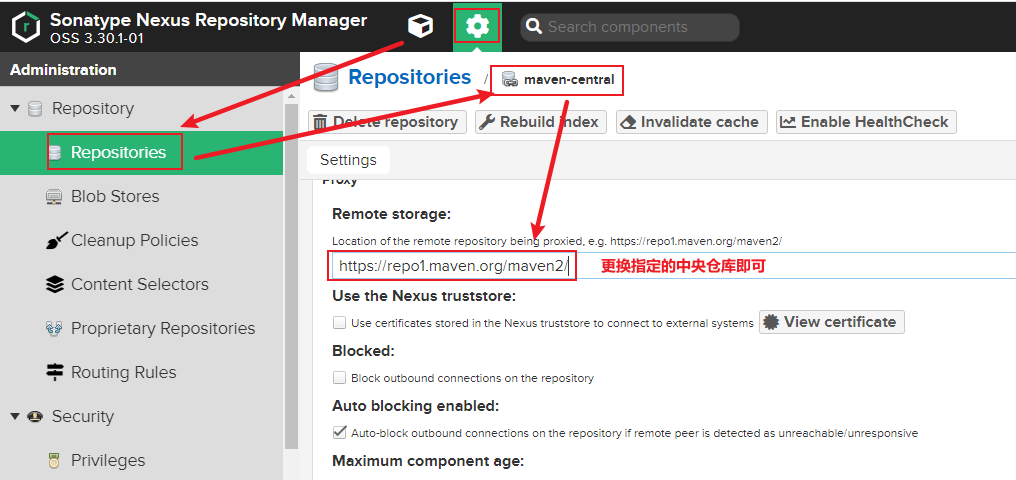 Sonatype Nexus Repository Manager
OSS 3.30.1-01
Search components
Administration
Repository
Repositories
Blob Stores
Cleanup Policies
Content Selectors
Proprietary Repositories
Routing Rules
Security
Privileges
Repositories / maven-central
Delete repository Rebuild index Invalidate cache Enable HealthCheck
Settings
Proxy
Remote storage:
Location of the remote repository being proxied, e.g. https://repo1.maven.org/maven2/
https://repo1.maven.org/maven2/ 更换指定的中央仓库即可
Use the Nexus truststore:
Use certificates stored in the Nexus truststore to connect to external systems View certificate
Blocked:
Block outbound connections on the repository
Auto blocking enabled:
Auto-block outbound connections on the repository if remote peer is detected as unreachable/unresponsive
Maximum component age: